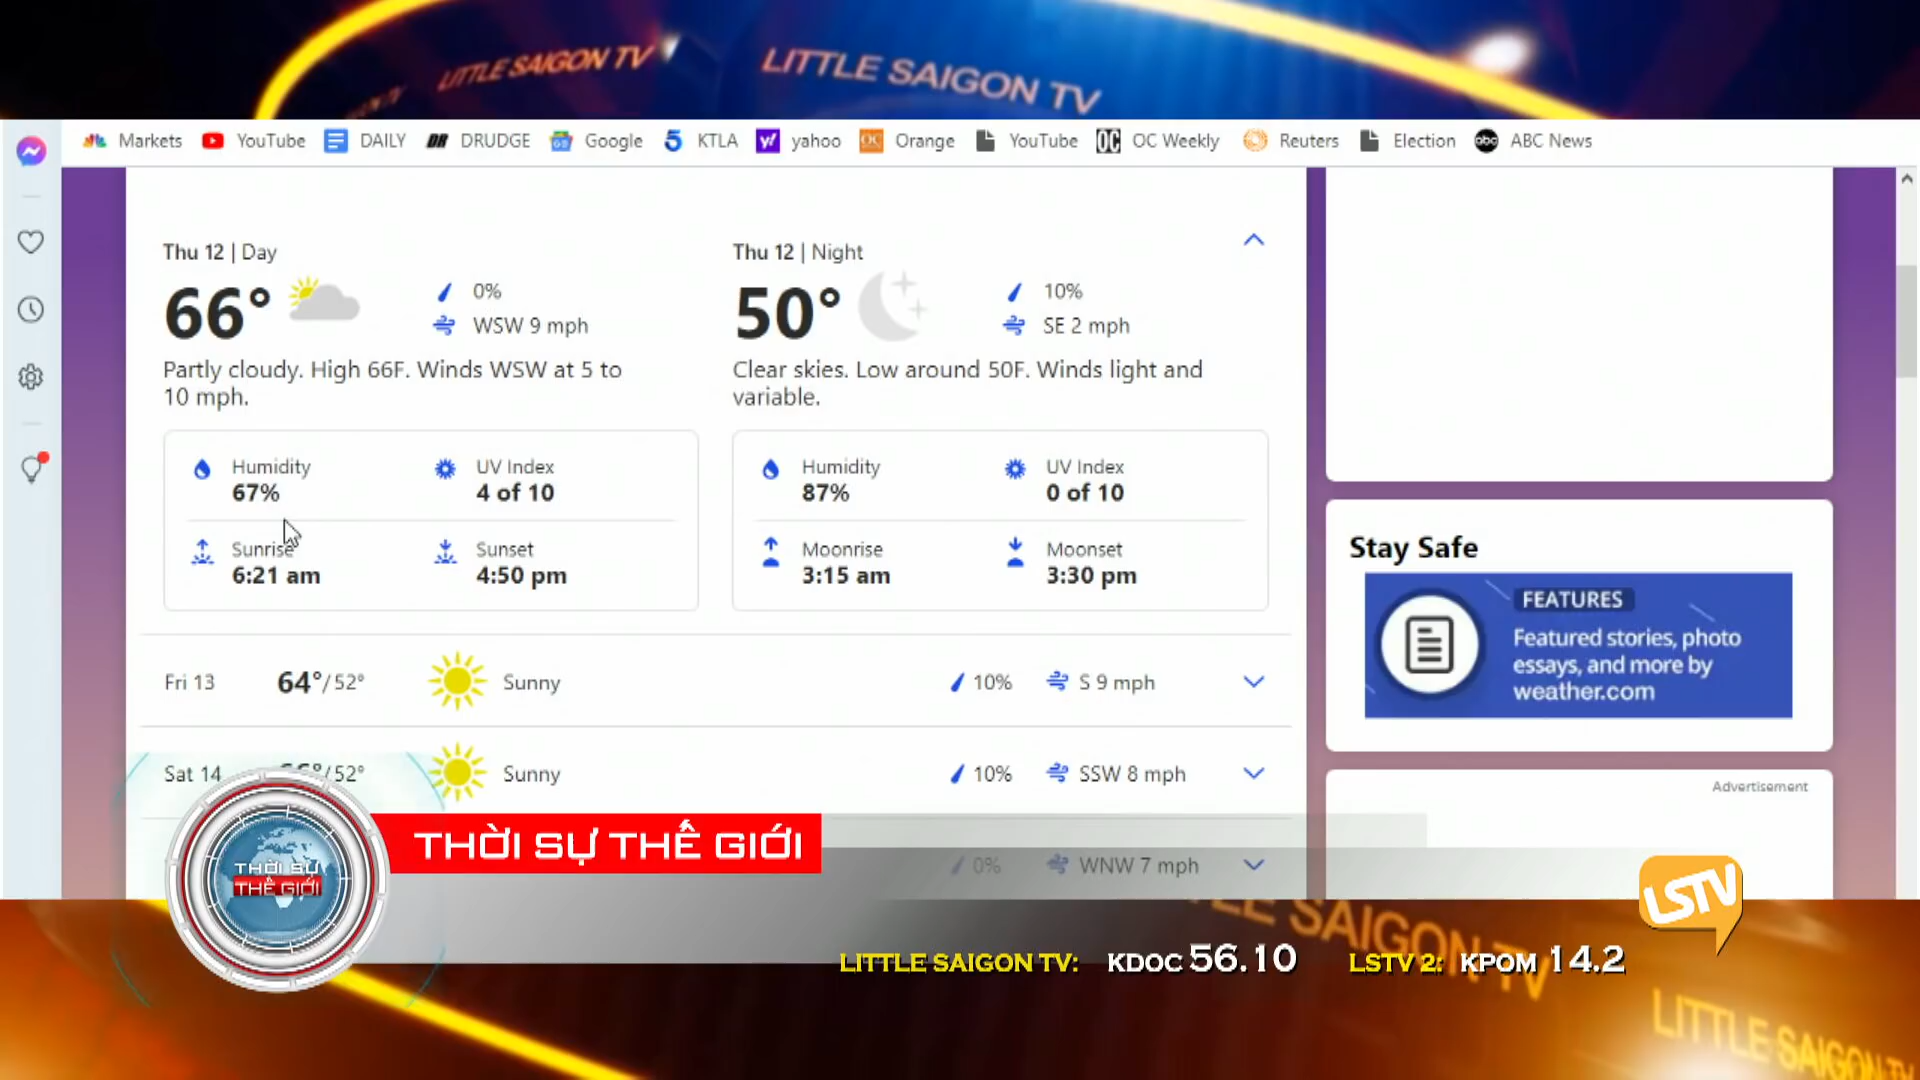 LITTLE SAIGON TV
LITTLE SAIGON TV
Markets YouTube DAILY DRUDGE Google KTLA yahoo Orange YouTube OC Weekly Reuters Election ABC News
Thu 12 | Day
66°
0%
WSW 9 mph
Partly cloudy. High 66F. Winds WSW at 5 to
10 mph.
Humidity
67%
UV Index
4 of 10
Sunrise
6:21 am
Sunset
4:50 pm
Thu 12 | Night
50°
10%
SE 2 mph
Clear skies. Low around 50F. Winds light and
variable.
Humidity
87%
UV Index
0 of 10
Moonrise
3:15 am
Moonset
3:30 pm
Fri 13 64°/52° Sunny 10% S 9 mph
Sat 14 /52° Sunny 10% SSW 8 mph
0% WNW 7 mph
Stay Safe
FEATURES
Featured stories, photo
essays, and more by
weather.com
Advertisement
THỜI SỰ THẾ GIỚI
THỜI SỰ
THẾ GIỚI
LSTV
LITTLE SAIGON TV: KDOC 56.10 LSTV 2: KPOM 14.2
SAIGON TV
LITTLE SAIGON TV